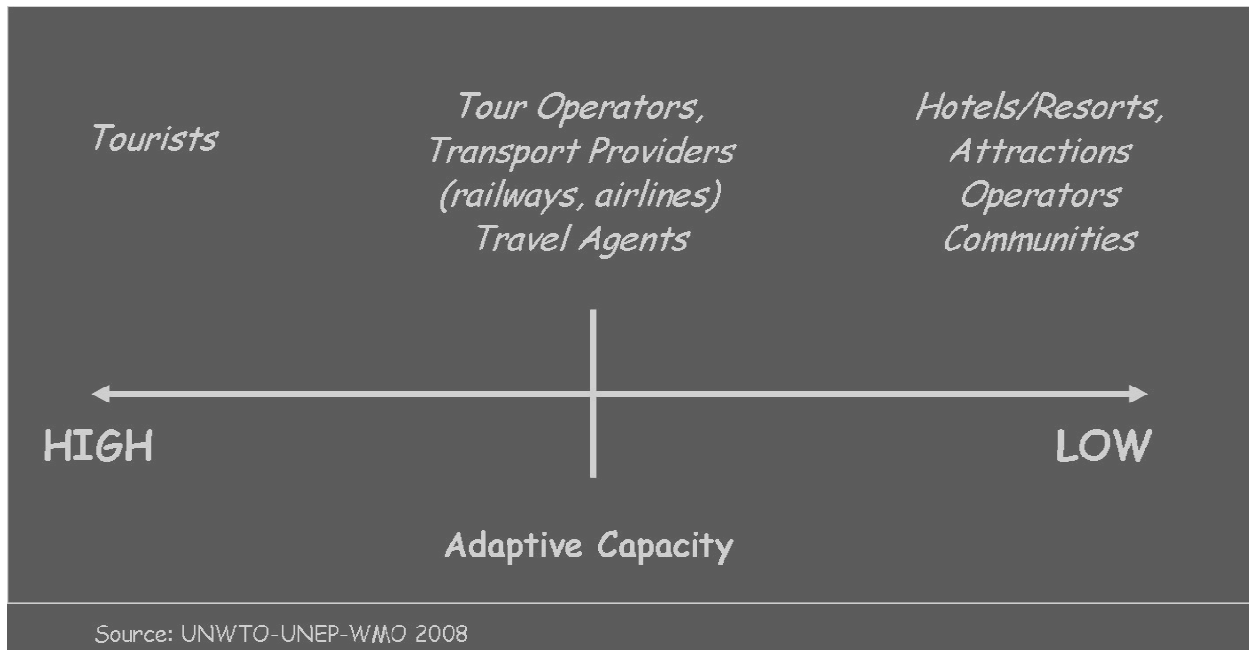 Tourists
Tour Operators,
Transport Providers
(railways, airlines)
Travel Agents
Hotels/Resorts,
Attractions
Operators
Communities
HIGH
LOW
Adaptive Capacity
Source: UNWTO-UNEP-WMO 2008